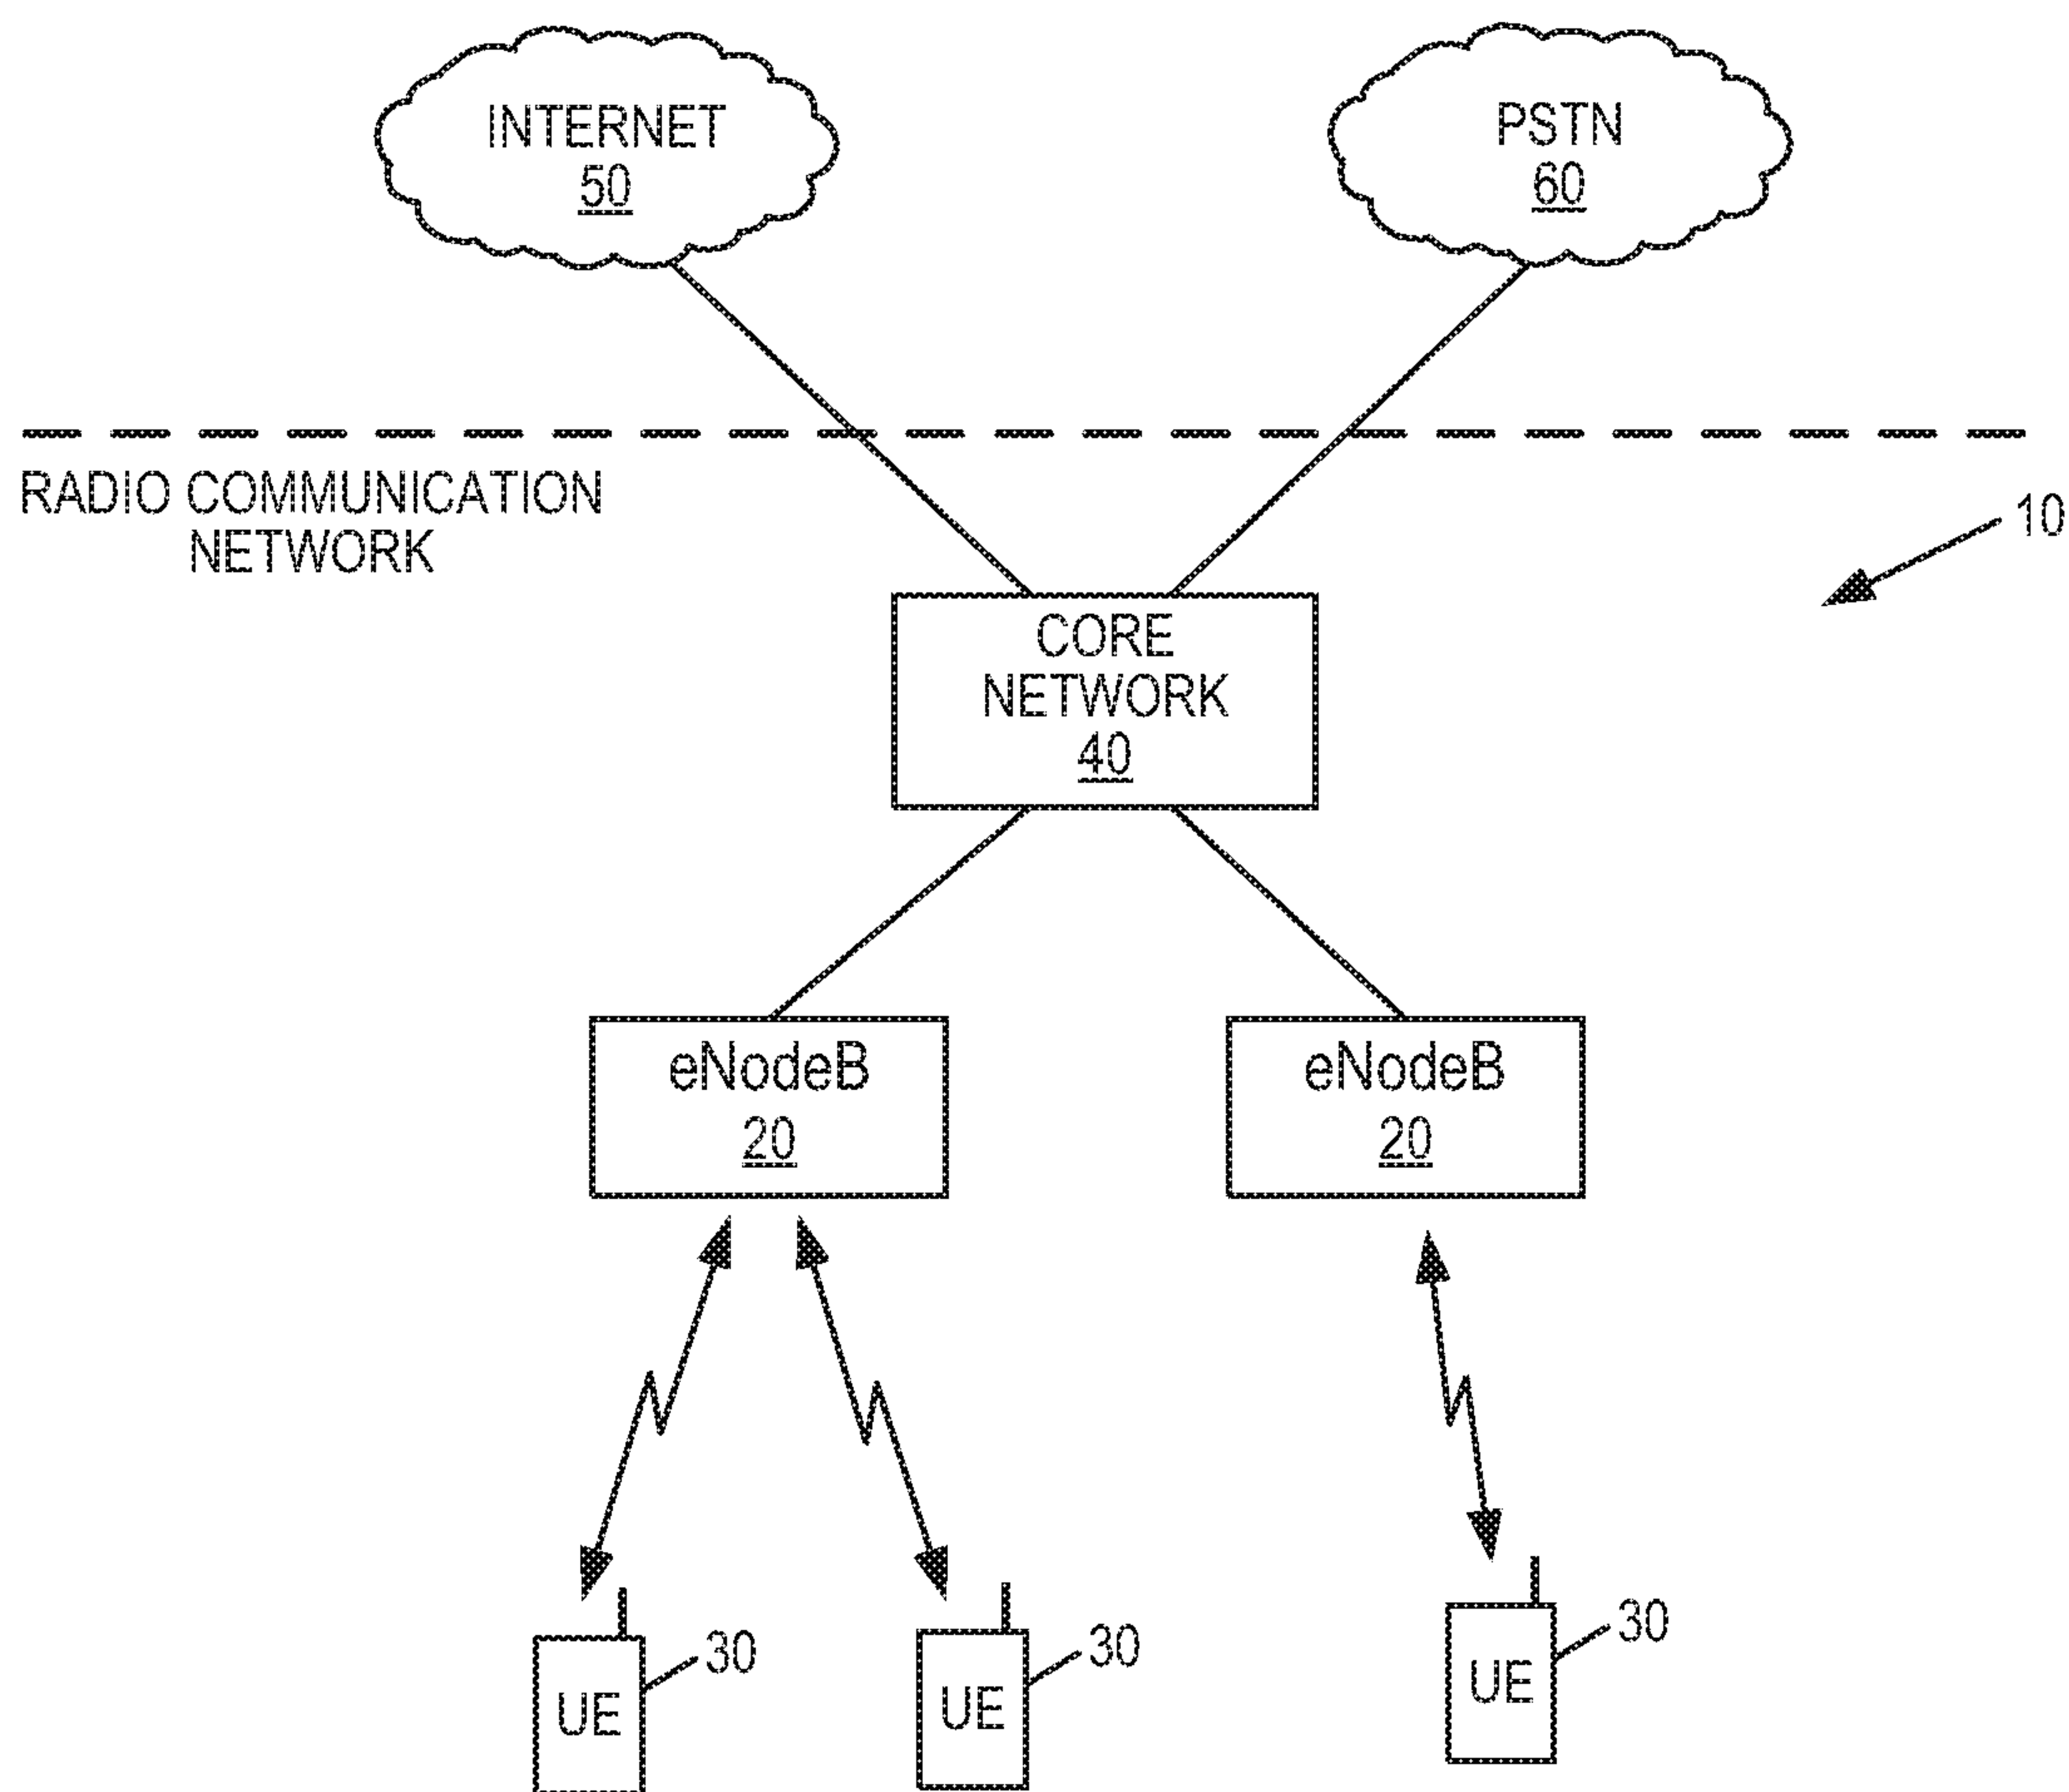 INTERNET
50
PSTN
60
RADIO COMMUNICATION
NETWORK
10
CORE
NETWORK
40
eNodeB
20
eNodeB
20
30
UE
30
UE
30
UE